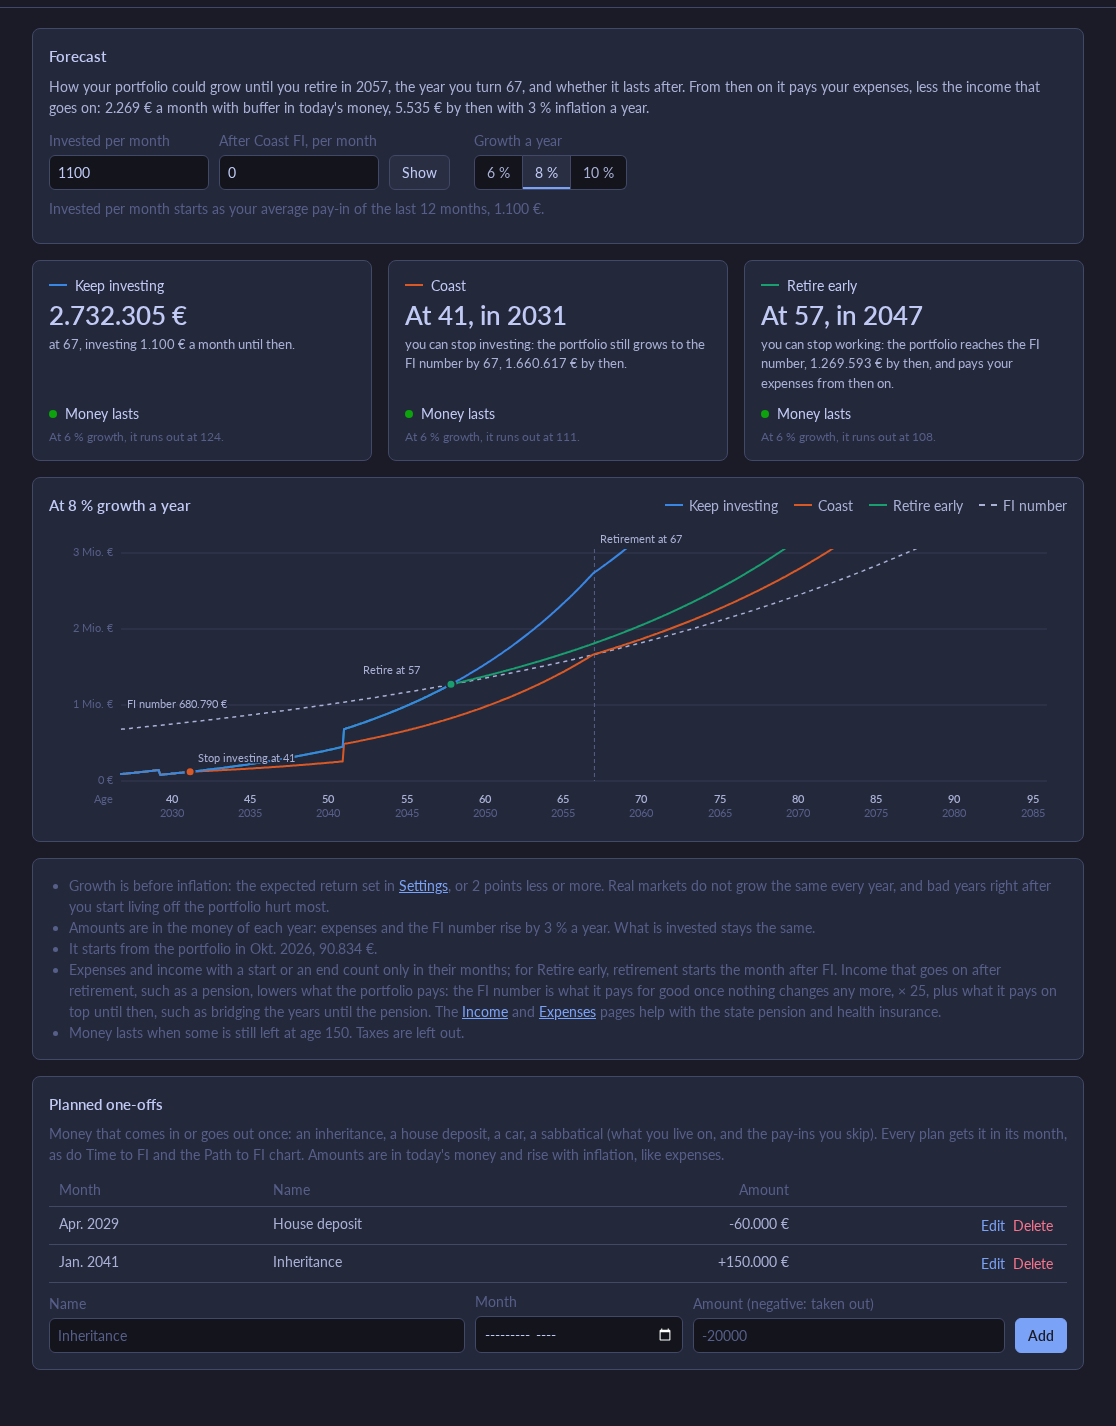 Forecast
How your portfolio could grow until you retire in 2057, the year you turn 67, and whether it lasts after. From then on it pays your expenses, less the income that
goes on: 2.269 € a month with buffer in today's money, 5.535 € by then with 3 % inflation a year.
Invested per month After Coast FI, per month Growth a year
1100 0 Show 6 % 8 % 10 %
Invested per month starts as your average pay-in of the last 12 months, 1.100 €.
Keep investing
2.732.305 €
at 67, investing 1.100 € a month until then.
Money lasts
At 6 % growth, it runs out at 124.
Coast
At 41, in 2031
you can stop investing: the portfolio still grows to the
FI number by 67, 1.660.617 € by then.
Money lasts
At 6 % growth, it runs out at 111.
Retire early
At 57, in 2047
you can stop working: the portfolio reaches the FI
number, 1.269.593 € by then, and pays your
expenses from then on.
Money lasts
At 6 % growth, it runs out at 108.
At 8 % growth a year
Keep investing Coast Retire early FI number
Retirement at 67
3 Mio. €
2 Mio. €
Retire at 57
1 Mio. €
FI number 680.790 €
Stop investing at 41
0 €
Age 40 45 50 55 60 65 70 75 80 85 90 95
2030 2035 2040 2045 2050 2055 2060 2065 2070 2075 2080 2085
• Growth is before inflation: the expected return set in Settings, or 2 points less or more. Real markets do not grow the same every year, and bad years right after
you start living off the portfolio hurt most.
• Amounts are in the money of each year: expenses and the FI number rise by 3 % a year. What is invested stays the same.
• It starts from the portfolio in Okt. 2026, 90.834 €.
• Expenses and income with a start or an end count only in their months; for Retire early, retirement starts the month after FI. Income that goes on after
retirement, such as a pension, lowers what the portfolio pays: the FI number is what it pays for good once nothing changes any more, × 25, plus what it pays on
top until then, such as bridging the years until the pension. The Income and Expenses pages help with the state pension and health insurance.
• Money lasts when some is still left at age 150. Taxes are left out.
Planned one-offs
Money that comes in or goes out once: an inheritance, a house deposit, a car, a sabbatical (what you live on, and the pay-ins you skip). Every plan gets it in its month,
as do Time to FI and the Path to FI chart. Amounts are in today's money and rise with inflation, like expenses.
Month Name Amount
Apr. 2029 House deposit -60.000 € Edit Delete
Jan. 2041 Inheritance +150.000 € Edit Delete
Name Month Amount (negative: taken out)
Inheritance --------- ---- -20000 Add